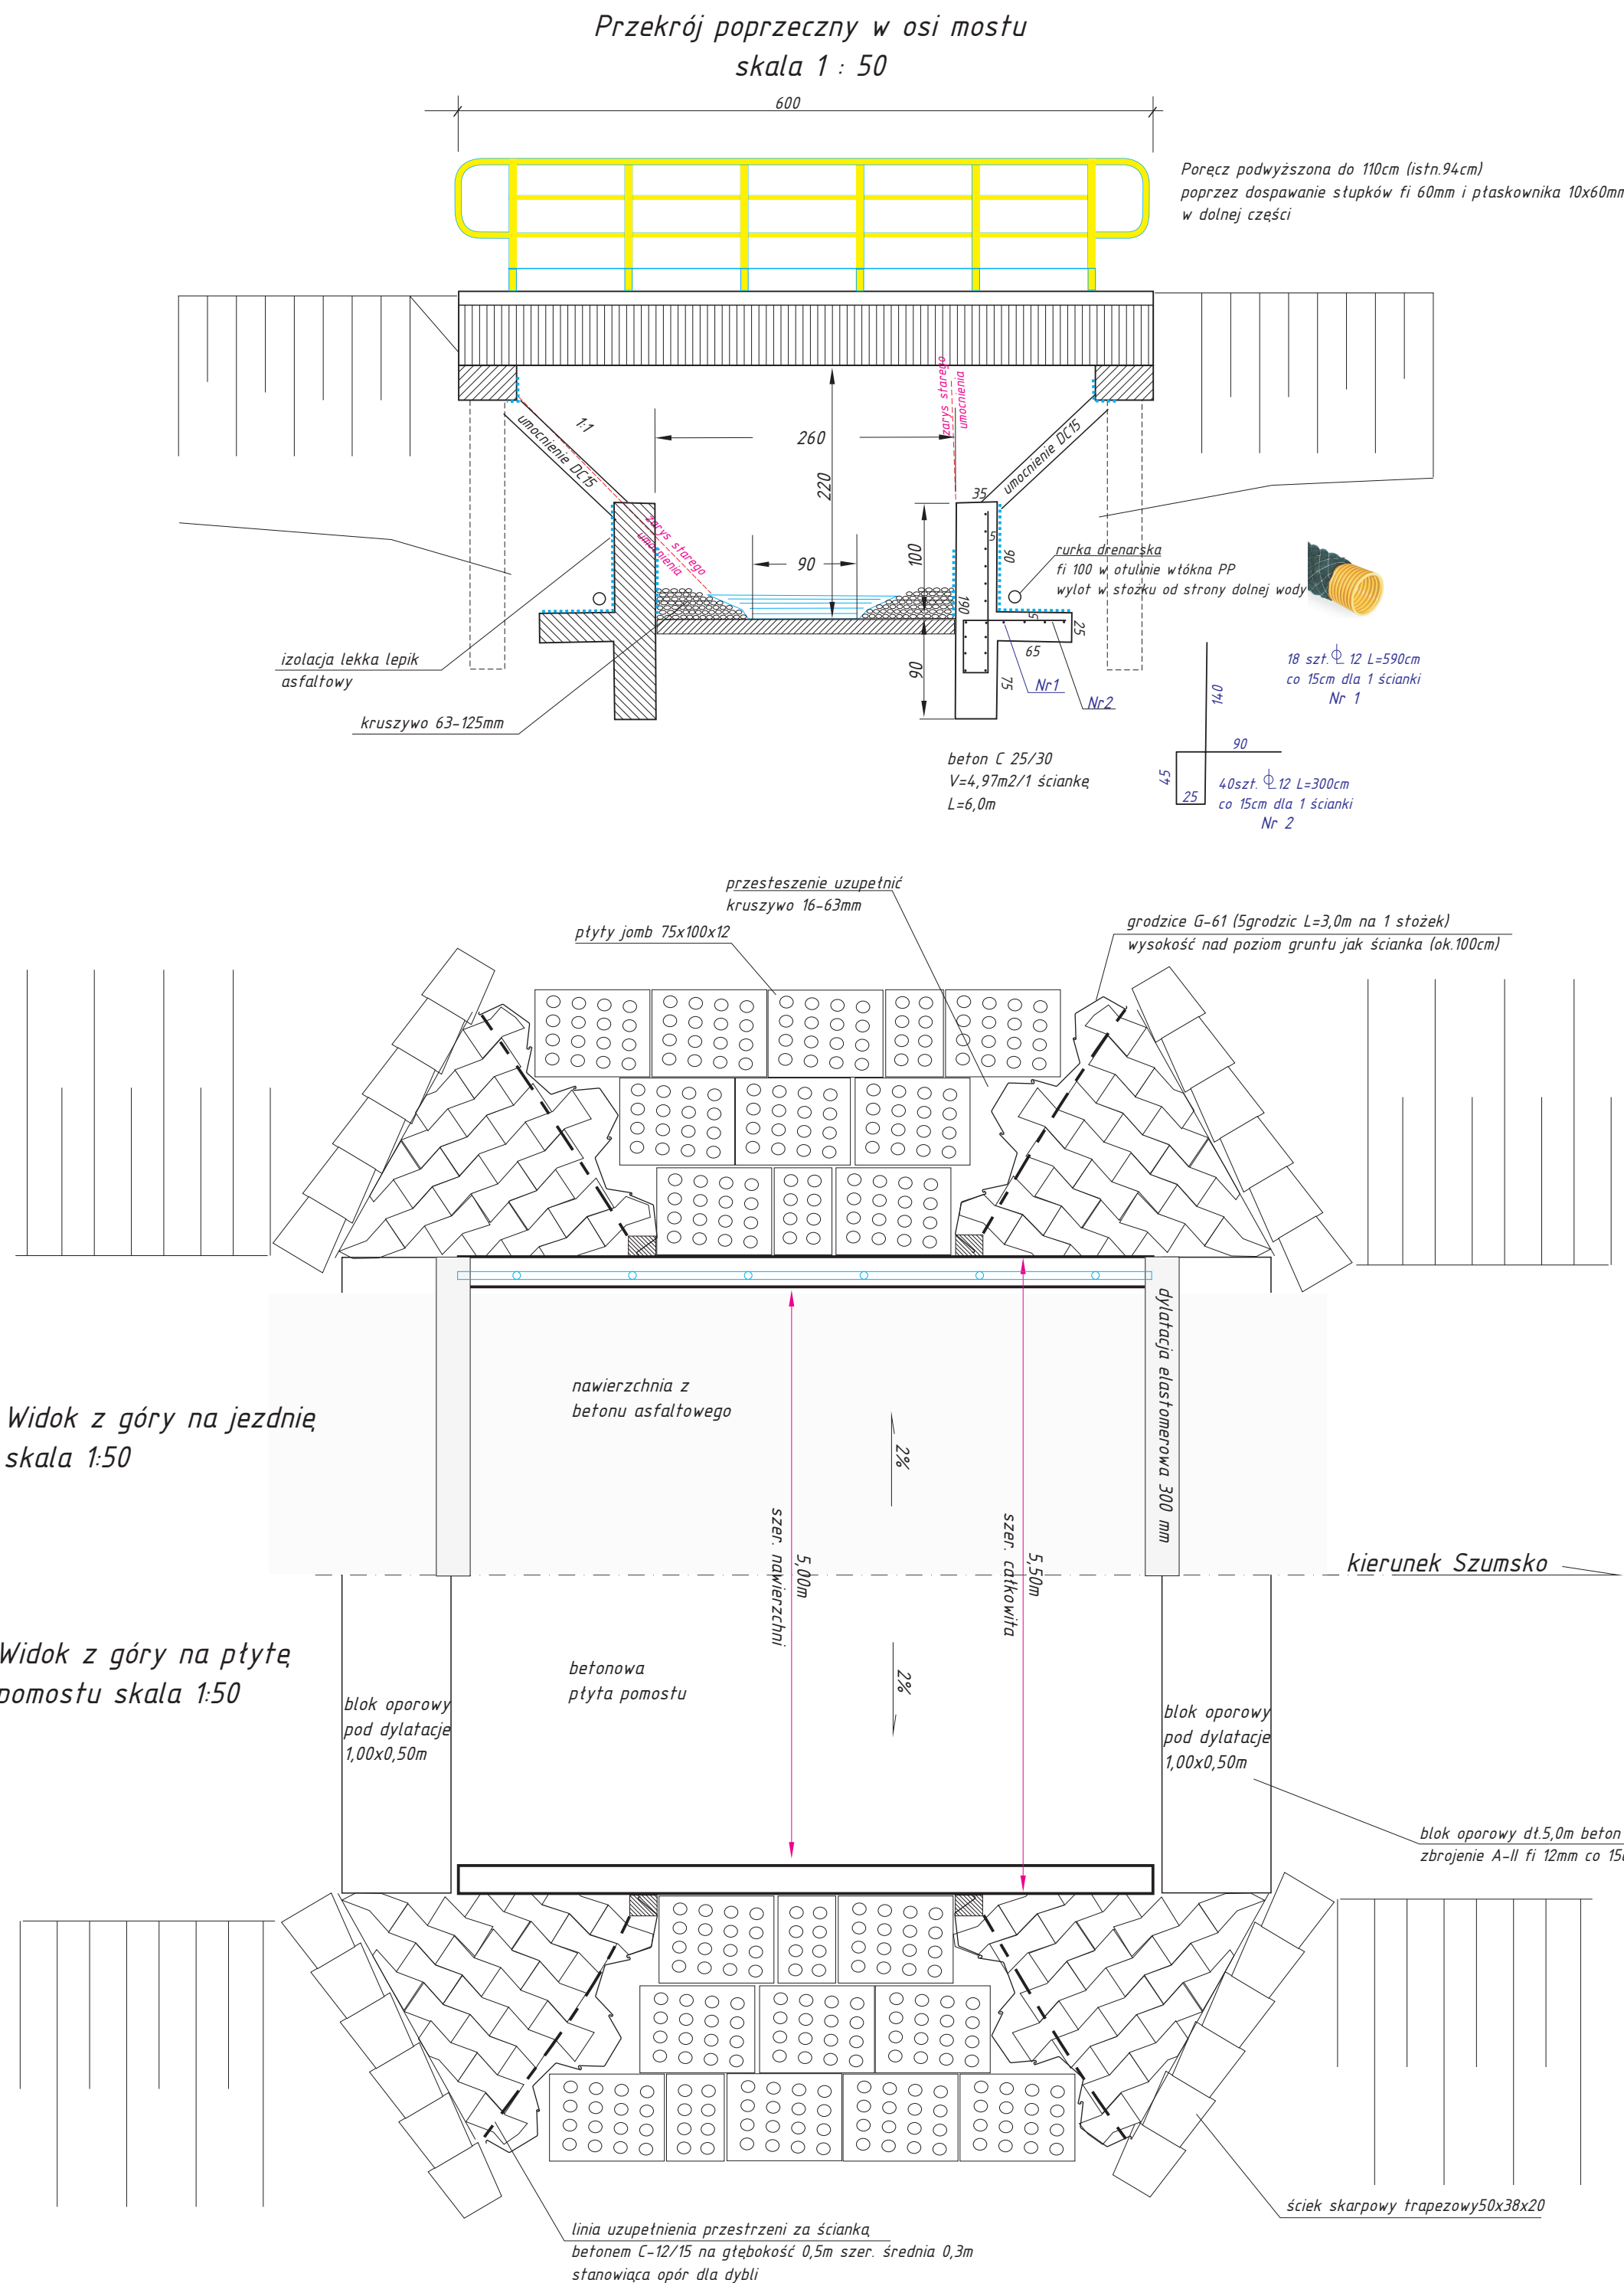 Przekrój poprzeczny w osi mostu
skala 1 : 50
600
Poręcz podwyższona do 110cm (istn.94cm)
poprzez dospawanie słupków fi 60mm i płaskownika 10x60mm
w dolnej części
zarys starego
umocnienia
1:1
umocnienie DC15
260
220
umocnienie DC15
35
zarys starego
umocnienia
100
5
90
90
190
5
25
65
90
75
rurka drenarska
fi 100 w otulinie włókna PP
wylot w stożku od strony dolnej wody
izolacja lekka lepik
asfaltowy
kruszywo 63-125mm
Nr1
Nr2
18 szt. 12 L=590cm
co 15cm dla 1 ścianki
Nr 1
140
90
45
25
40szt. 12 L=300cm
co 15cm dla 1 ścianki
Nr 2
beton C 25/30
V=4,97m2/1 ściankę
L=6,0m
przesteszenie uzupełnić
kruszywo 16-63mm
płyty jomb 75x100x12
grodzice G-61 (5grodzic L=3,0m na 1 stożek)
wysokość nad poziom gruntu jak ścianka (ok.100cm)
dylatacja elastomerowa 300 mm
nawierzchnia z
betonu asfaltowego
Widok z góry na jezdnię
skala 1:50
2%
5,00m
szer. nawierzchni
5,50m
szer. całkowita
kierunek Szumsko
Widok z góry na płytę
pomostu skala 1:50
betonowa
płyta pomostu
2%
blok oporowy
pod dylatacje
1,00x0,50m
blok oporowy
pod dylatacje
1,00x0,50m
blok oporowy dł.5,0m beton
zbrojenie A-II fi 12mm co
ściek skarpowy trapezowy50x38x20
linia uzupełnienia przestrzeni za ścianką
betonem C-12/15 na głębokość 0,5m szer. średnia 0,3m
stanowiąca opór dla dybli